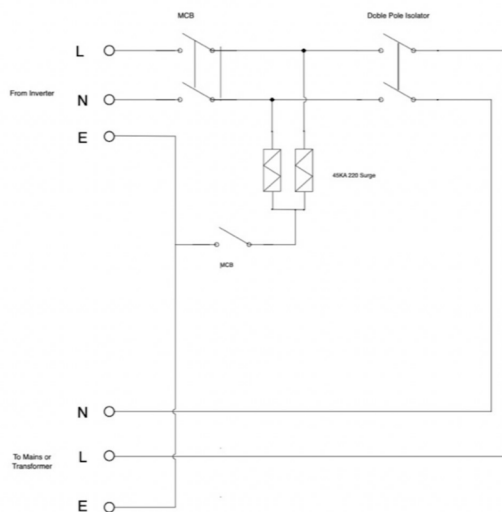 MCB
Doble Pole Isolator
L
From Inverter
N
E
45KA 220 Surge
MCB
N
To Mains or
Transformer
L
E